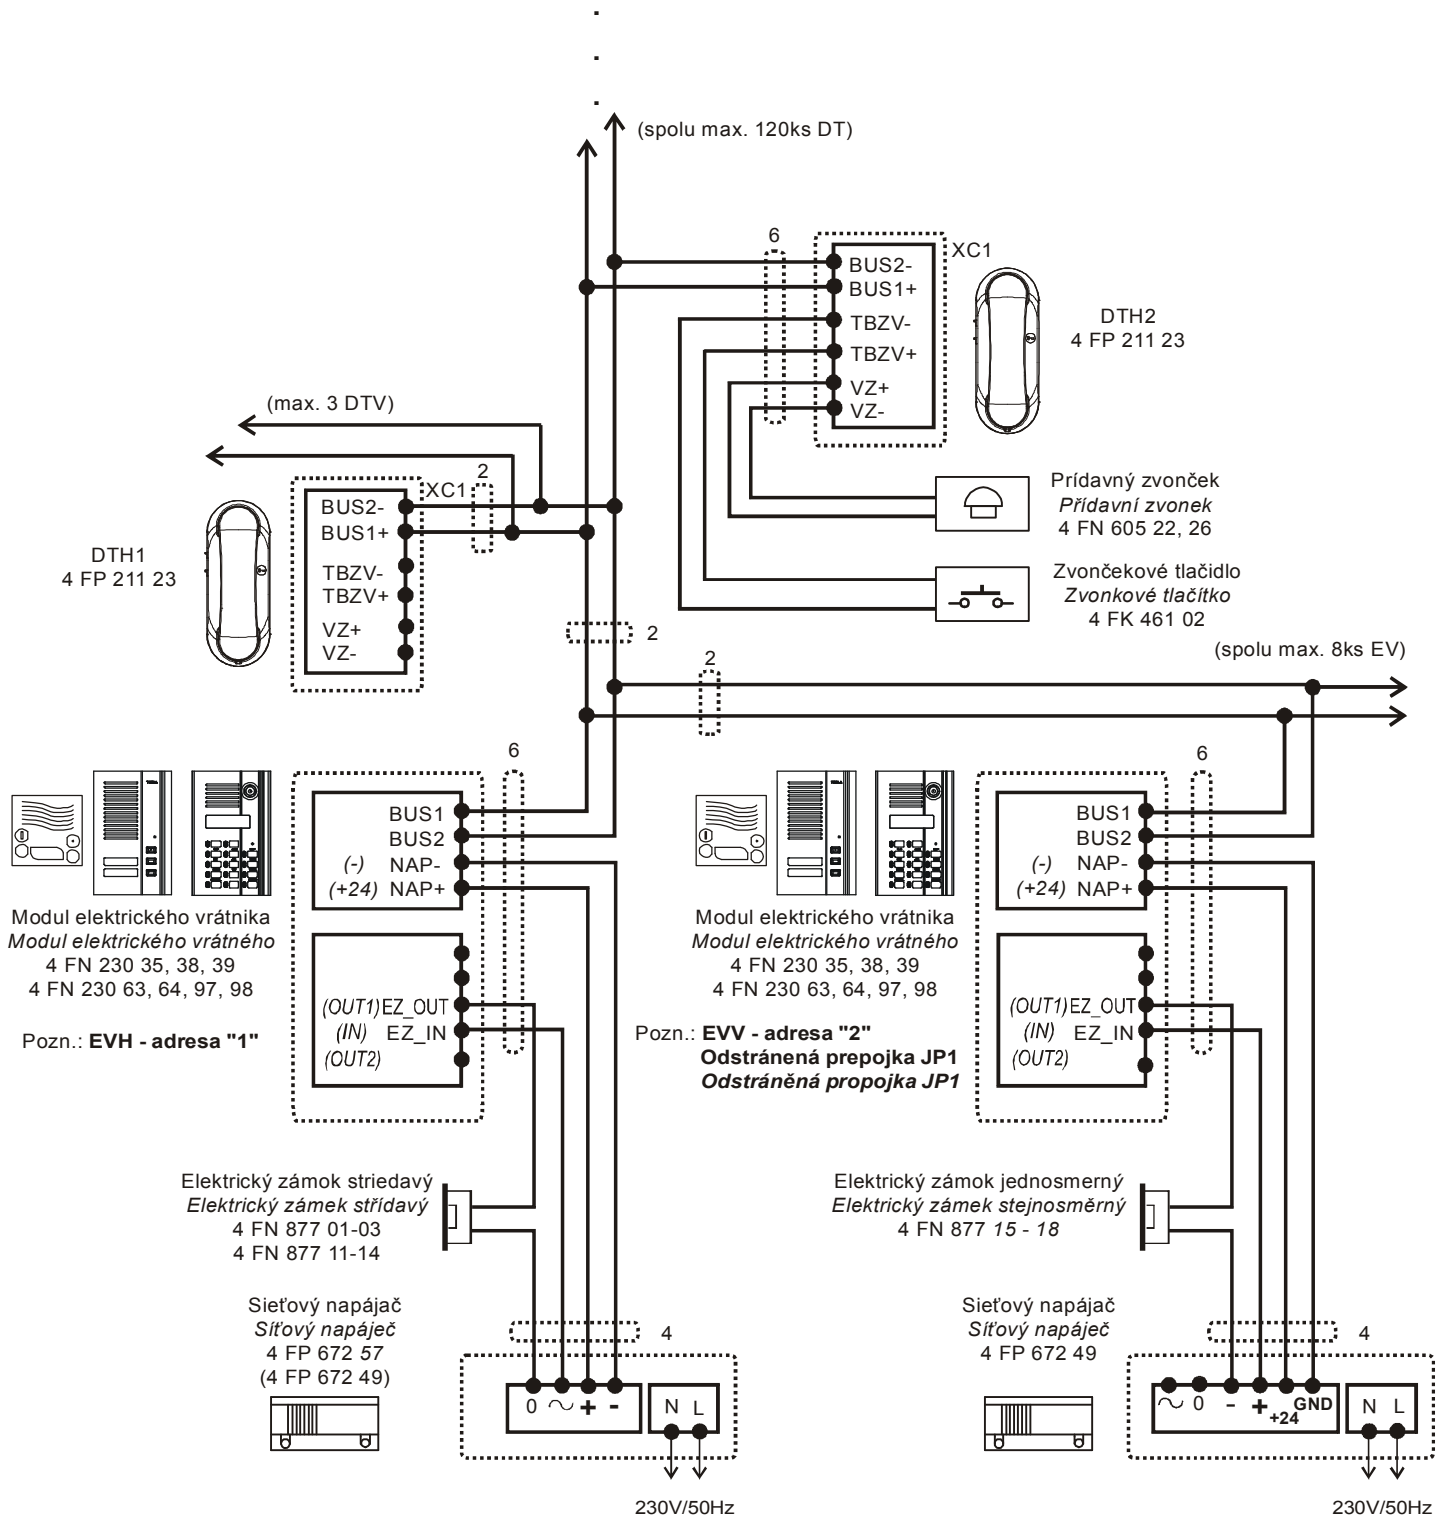 (spolu max. 120ks DT)
6
XC1
BUS2-
BUS1+
TBZV-
TBZV+
VZ+
VZ-
DTH2
4 FP 211 23
(max. 3 DTV)
2
XC1
BUS2-
BUS1+
TBZV-
TBZV+
VZ+
VZ-
DTH1
4 FP 211 23
Prídavný zvonček
Přídavní zvonek
4 FN 605 22, 26
Zvončekové tlačidlo
Zvonkové tlačítko
4 FK 461 02
2
2
(spolu max. 8ks EV)
6
BUS1
BUS2
(-) NAP-
(+24) NAP+
(OUT1) EZ_OUT
(IN) EZ_IN
(OUT2)
Modul elektrického vrátnika
Modul elektrického vrátného
4 FN 230 35, 38, 39
4 FN 230 63, 64, 97, 98
Pozn.: EVH - adresa "1"
6
BUS1
BUS2
(-) NAP-
(+24) NAP+
(OUT1) EZ_OUT
(IN) EZ_IN
(OUT2)
Modul elektrického vrátnika
Modul elektrického vrátného
4 FN 230 35, 38, 39
4 FN 230 63, 64, 97, 98
Pozn.: EVV - adresa "2"
Odstránená prepojka JP1
Odstráněná propojka JP1
Elektrický zámok striedavý
Elektrický zámek střídavý
4 FN 877 01-03
4 FN 877 11-14
Elektrický zámok jednosmerný
Elektrický zámek stejnosměrný
4 FN 877 15 - 18
Sieťový napájač
Síťový napáječ
4 FP 672 57
(4 FP 672 49)
4
0 ~ + -
N L
230V/50Hz
Sieťový napájač
Síťový napáječ
4 FP 672 49
4
~ 0 - + +24 GND
N L
230V/50Hz